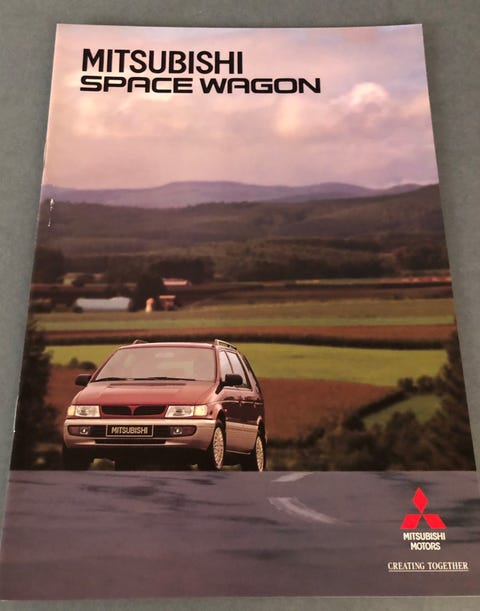 MITSUBISHI
SPACE WAGON
MITSUBISHI
MITSUBISHI
MOTORS
CREATING TOGETHER